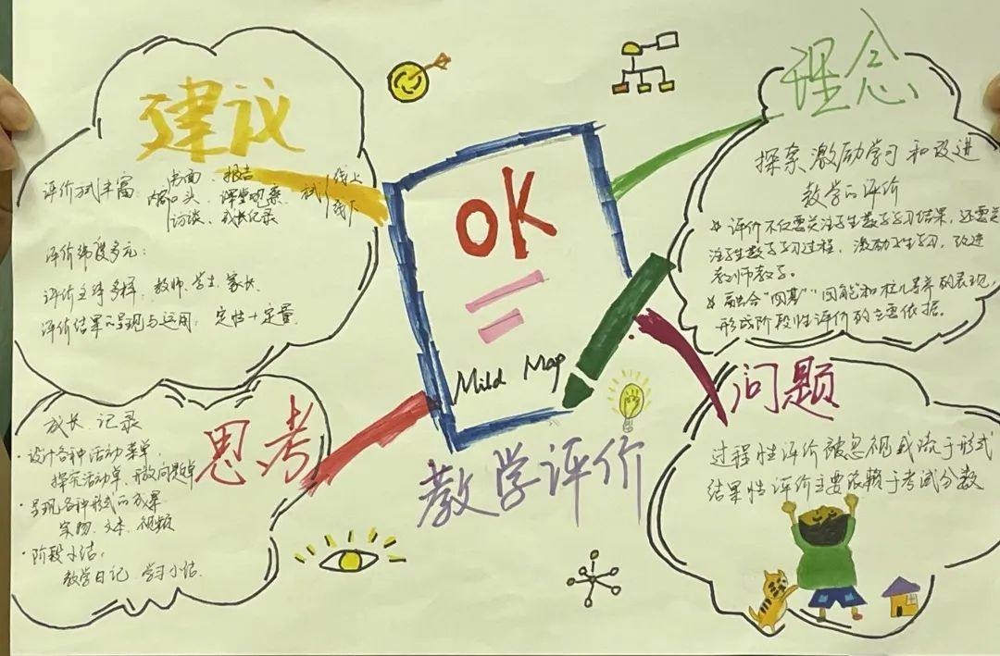 建议
评价方式丰富:
书面、报告
口头、课堂观察、
访谈、成长记录
线上
线下
评价纬度多元:
评价主体多样: 教师、学生、家长、
评价结果的呈现与运用: 定性+定量
理念
探索激励学习和改进
教学的评价
评价不仅要关注学生数学学习结果,还要关
注学生数学学习过程,激励学生学习,改进
教师教学。
融合“四基”四能和核心素养的表现,
形成阶段性评价的主要依据。
OK
Mild Map
教学评价
思考
成长 记录
·设计各种活动菜单,
探究活动单、开放问题单
·呈现各种形式的成果
实物、文本、视频
·阶段小结:
教学日记、学习小结.
问题
过程性评价被忽视或流于形式
结果性评价主要依赖于考试分数